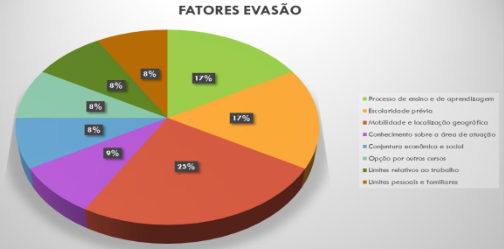 FATORES EVASÃO
8%
17%
8%
8%
17%
8%
9%
25%
Processo de ensino e de aprendizagem
Escolaridade prévia
Mobilidade e localização geográfica
Conhecimento sobre a área de atuação
Conjuntura econômica e social
Opção por outros cursos
Limites relativos ao trabalho
Limites pessoais e familiares